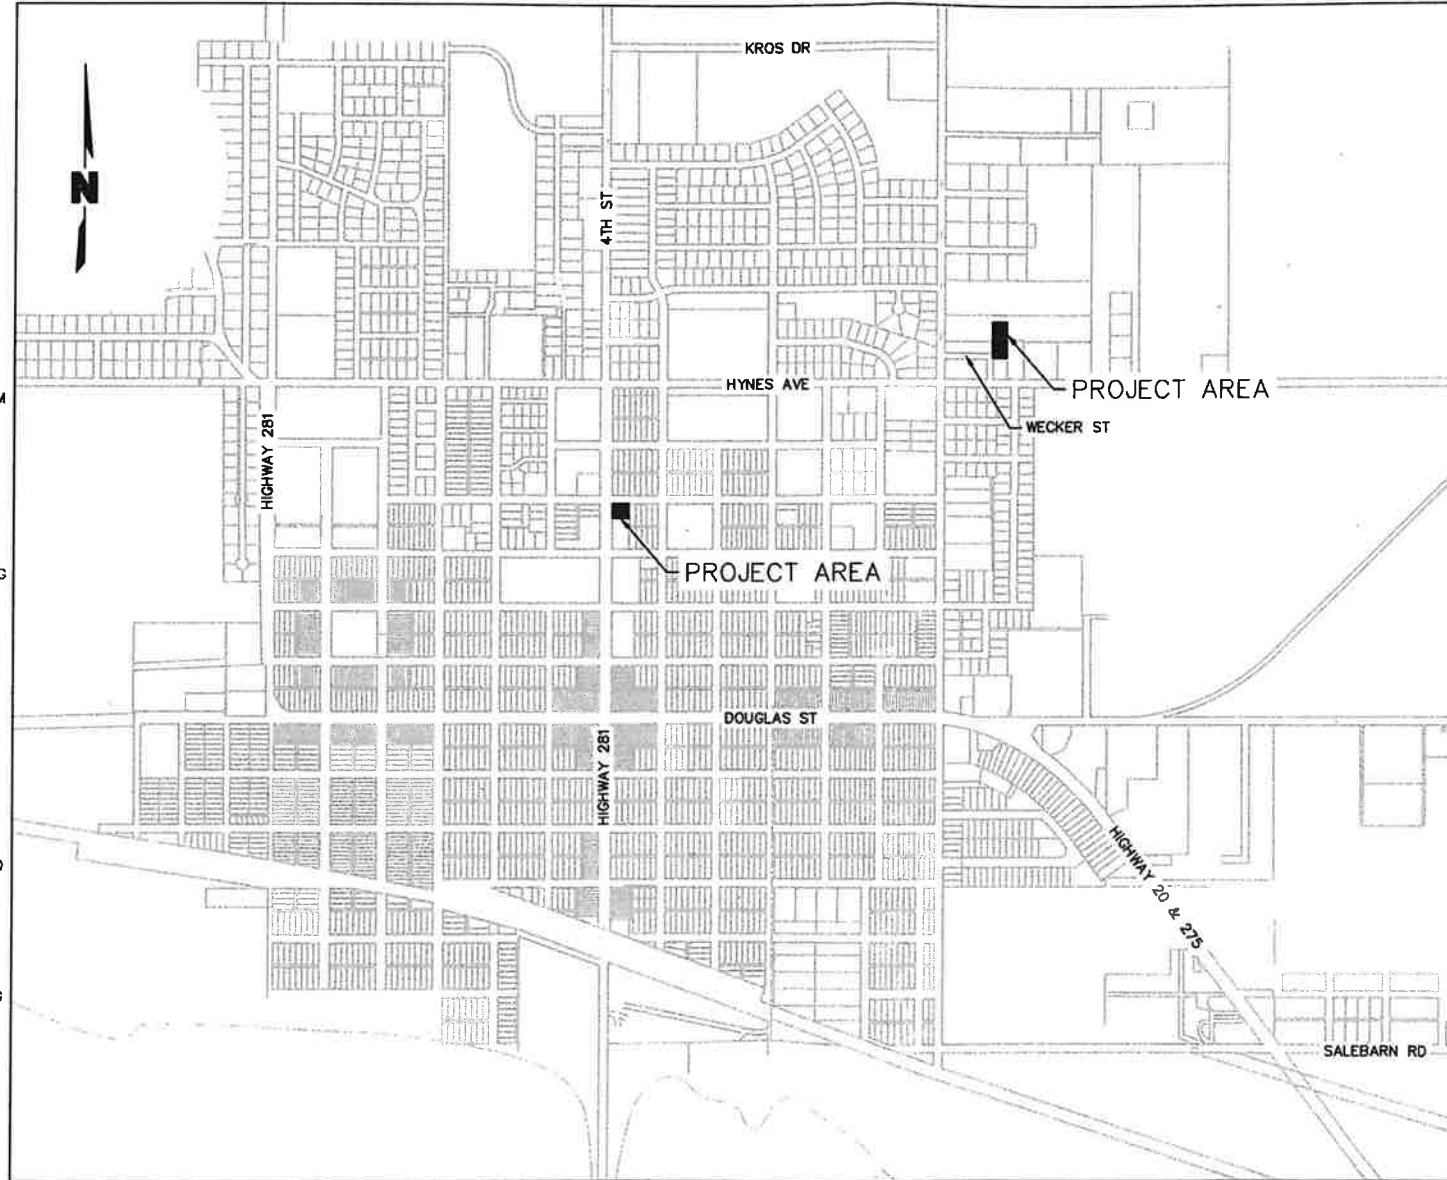 KROS DR
N
4TH ST
HYNES AVE
PROJECT AREA
WECKER ST
HIGHWAY 281
PROJECT AREA
DOUGLAS ST
HIGHWAY 281
HIGHWAY 20 & 275
SALEBARN RD